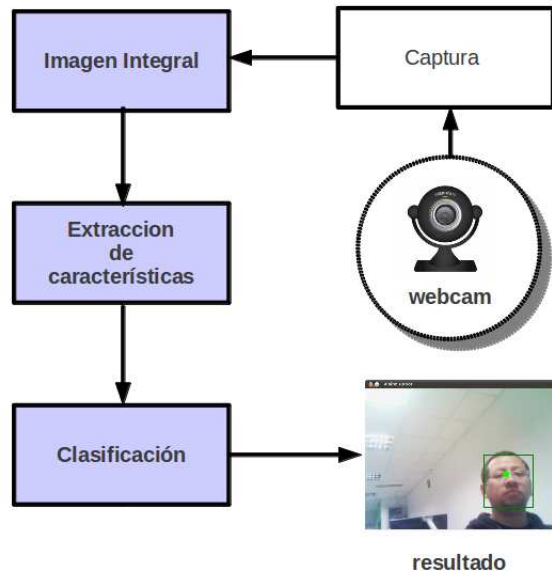 Imagen Integral
Captura
Extraccion
de
características
webcam
Clasificación
resultado